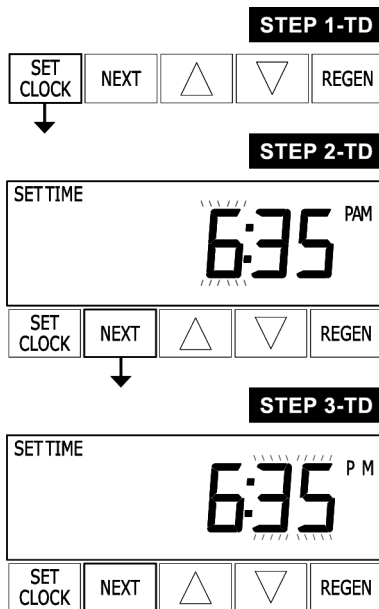 STEP 1-TD
SET CLOCK NEXT REGEN
STEP 2-TD
SET TIME
6:35 PAM
SET CLOCK NEXT REGEN
STEP 3-TD
SET TIME
6:35 P M
SET CLOCK NEXT REGEN